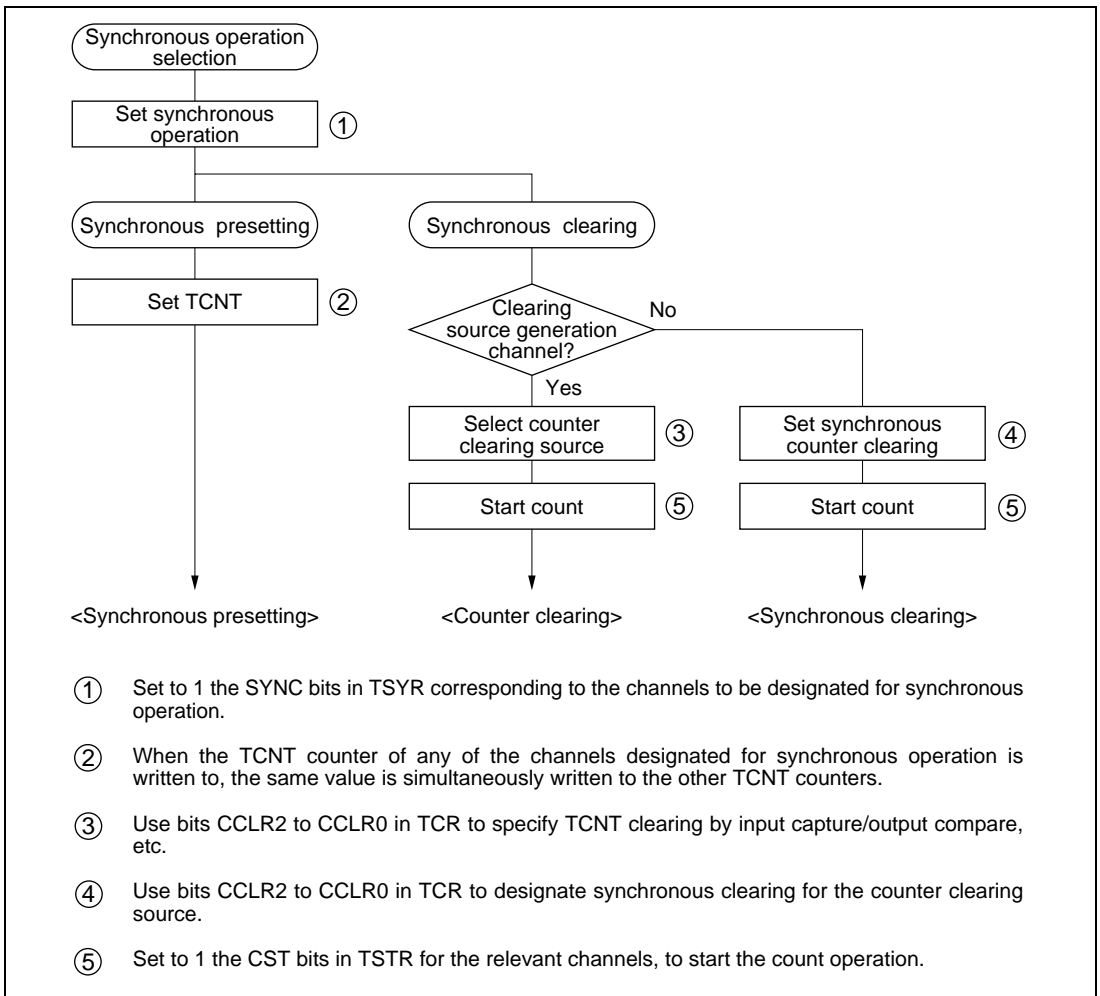 Synchronous operation
selection
Set synchronous
operation
①
Synchronous presetting
Synchronous clearing
Set TCNT
②
Clearing
source generation
channel?
No
Yes
Select counter
clearing source
③
Set synchronous
counter clearing
④
Start count
⑤
Start count
⑤
<Synchronous presetting>
<Counter clearing>
<Synchronous clearing>
① Set to 1 the SYNC bits in TSYR corresponding to the channels to be designated for synchronous
operation.
② When the TCNT counter of any of the channels designated for synchronous operation is
written to, the same value is simultaneously written to the other TCNT counters.
③ Use bits CCLR2 to CCLR0 in TCR to specify TCNT clearing by input capture/output compare,
etc.
④ Use bits CCLR2 to CCLR0 in TCR to designate synchronous clearing for the counter clearing
source.
⑤ Set to 1 the CST bits in TSTR for the relevant channels, to start the count operation.